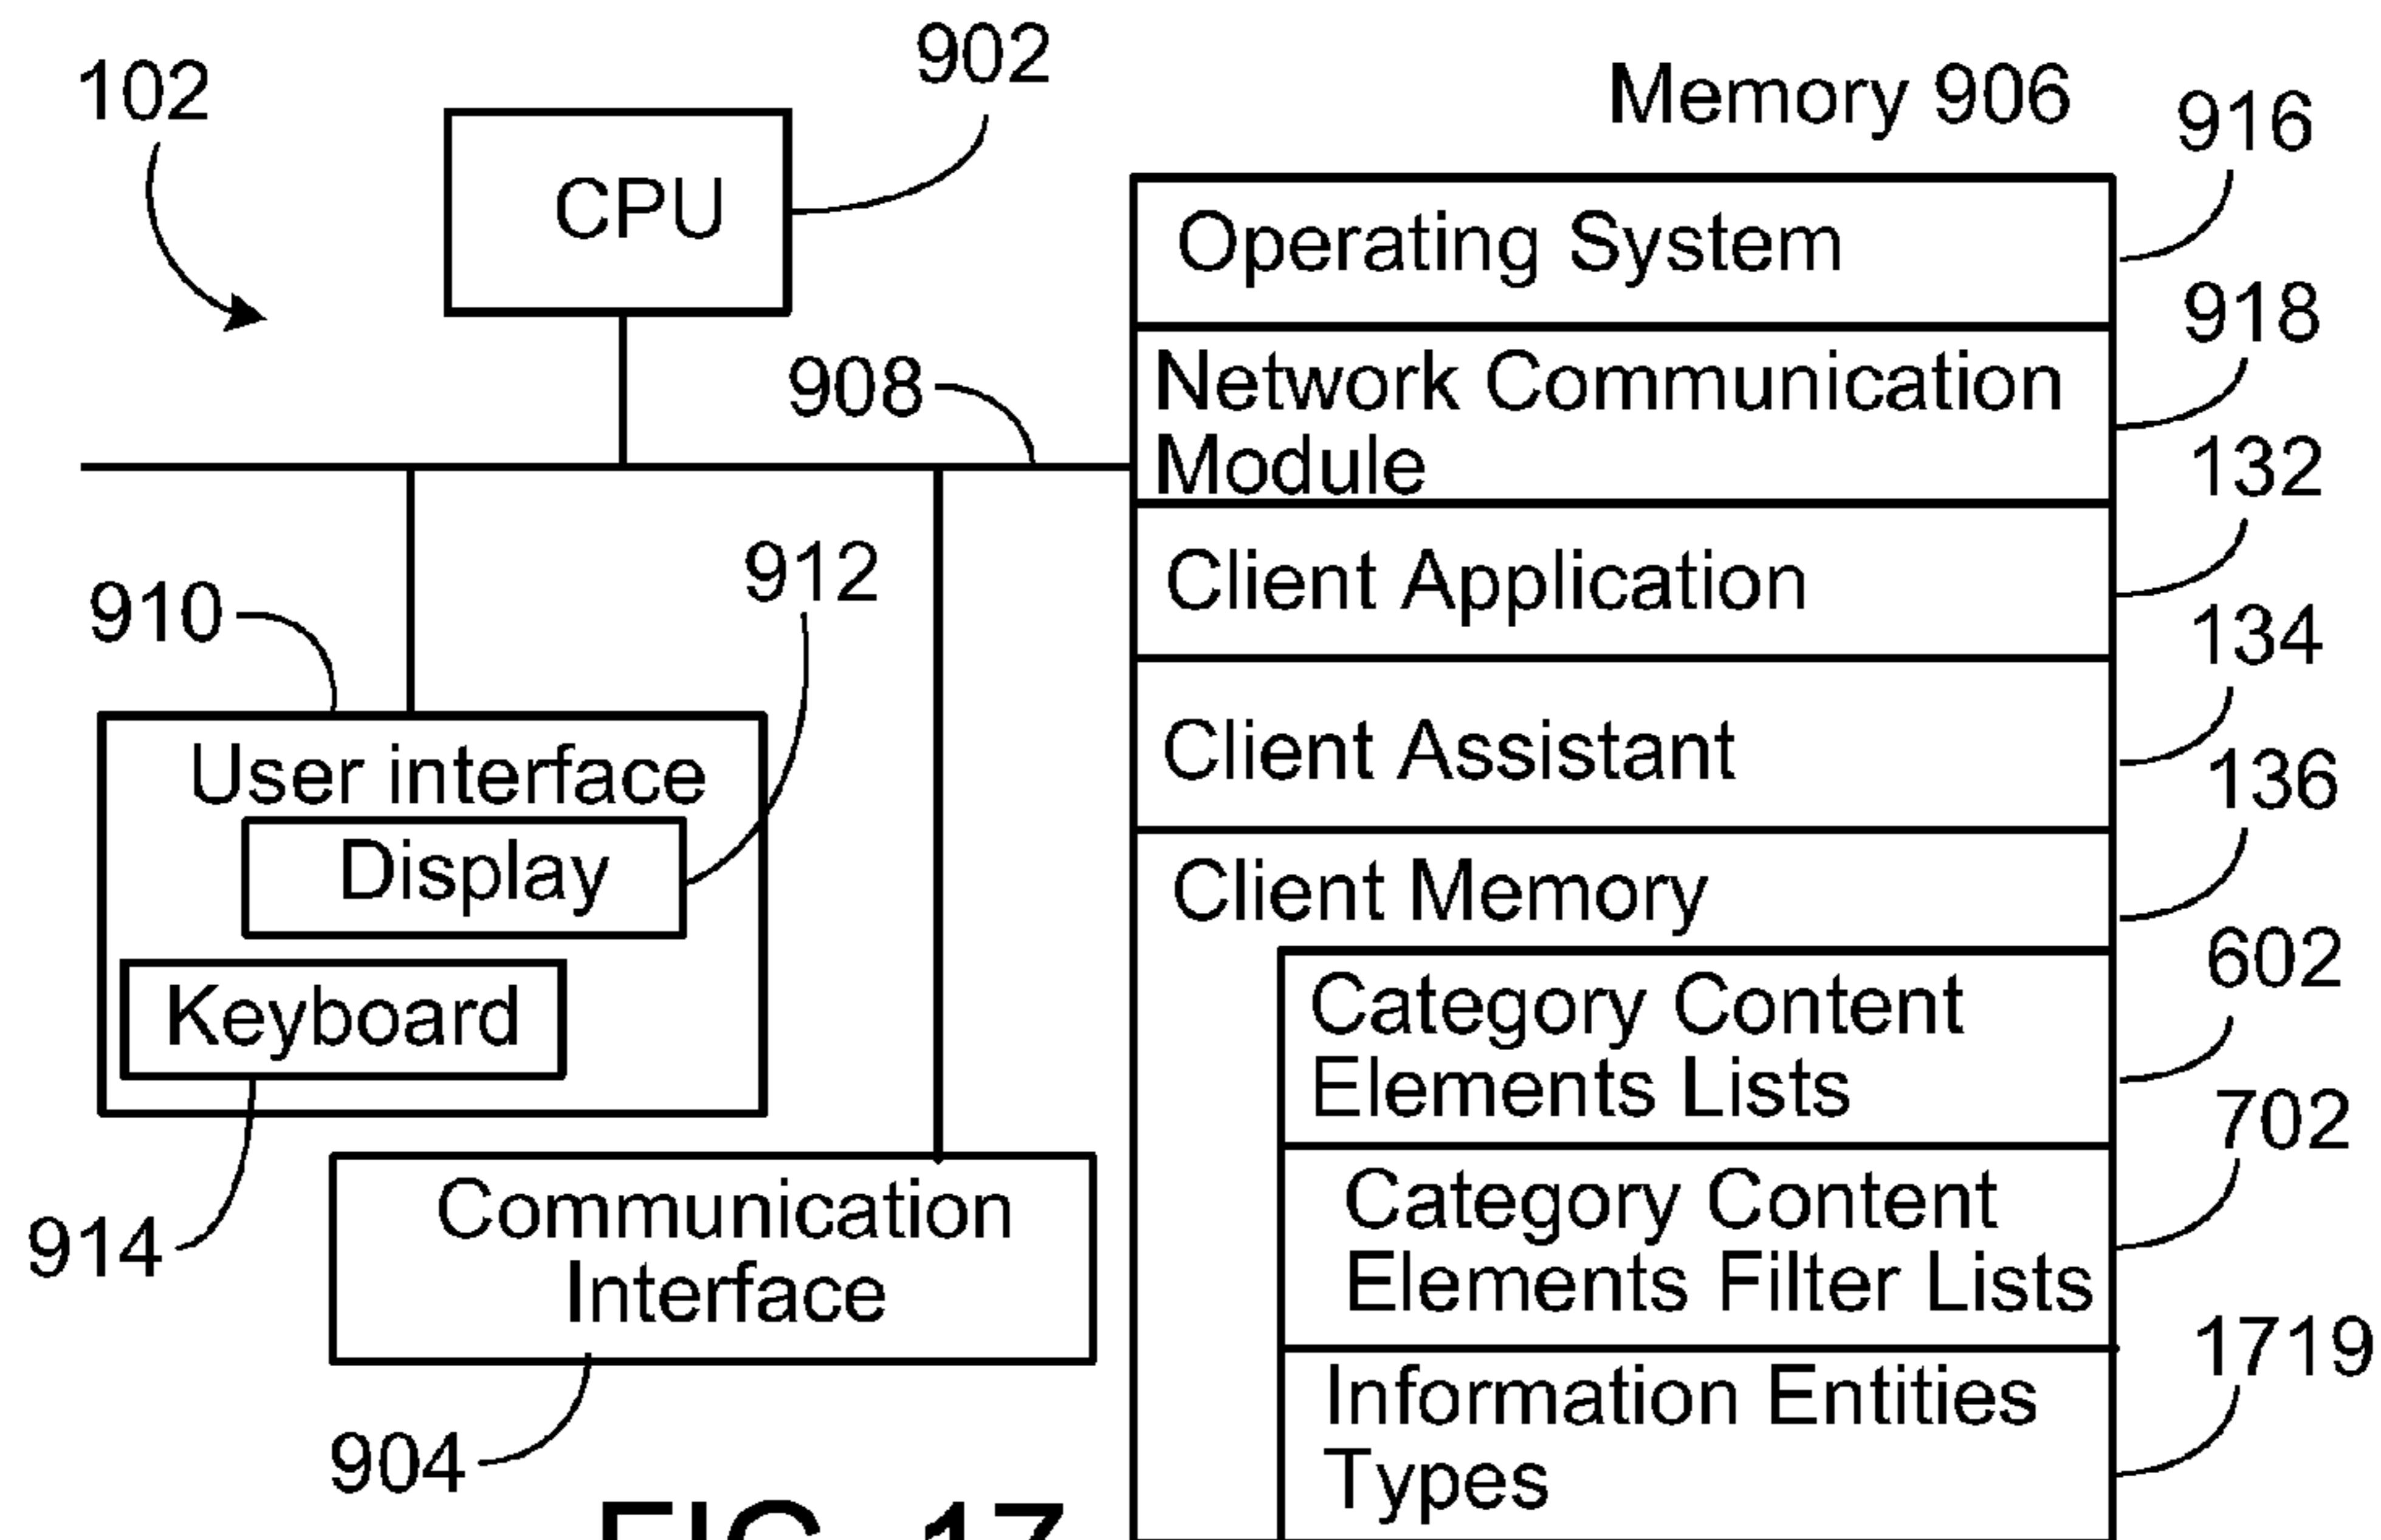 102
902
CPU
Memory 906
916
Operating System
918
908
Network Communication
Module
132
Client Application
912
910
134
Client Assistant
User interface
Display
Keyboard
136
Client Memory
602
Category Content
Elements Lists
702
Category Content
Elements Filter Lists
1719
Information Entities
Types
Communication
Interface
914
904
FIG. 17